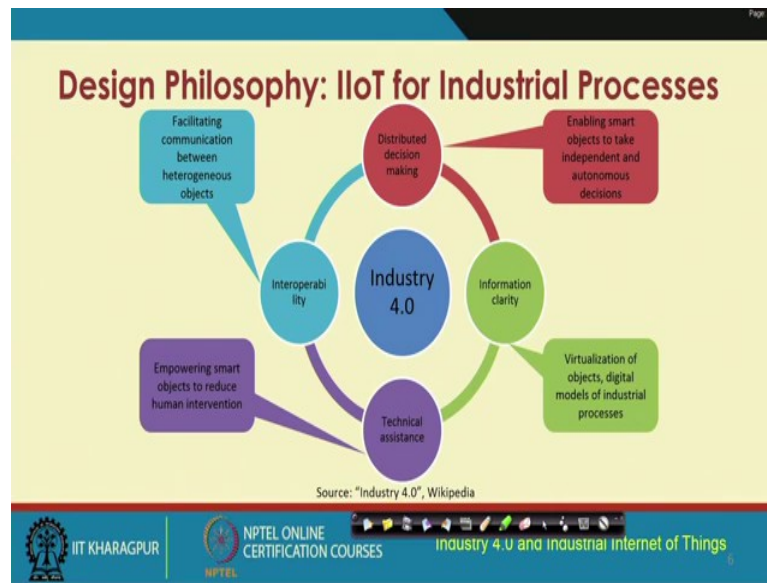 Page
Design Philosophy: IIoT for Industrial Processes
Facilitating
communication
between
heterogeneous
objects
Distributed
decision
making
Enabling smart
objects to take
independent and
autonomous
decisions
Interoperabi
lity
Industry
4.0
Information
clarity
Empowering smart
objects to reduce
human intervention
Technical
assistance
Virtualization of
objects, digital
models of industrial
processes
Source: "Industry 4.0", Wikipedia
IIT KHARAGPUR
NPTEL
NPTEL ONLINE
CERTIFICATION COURSES
Industry 4.0 and Industrial Internet of Things
6